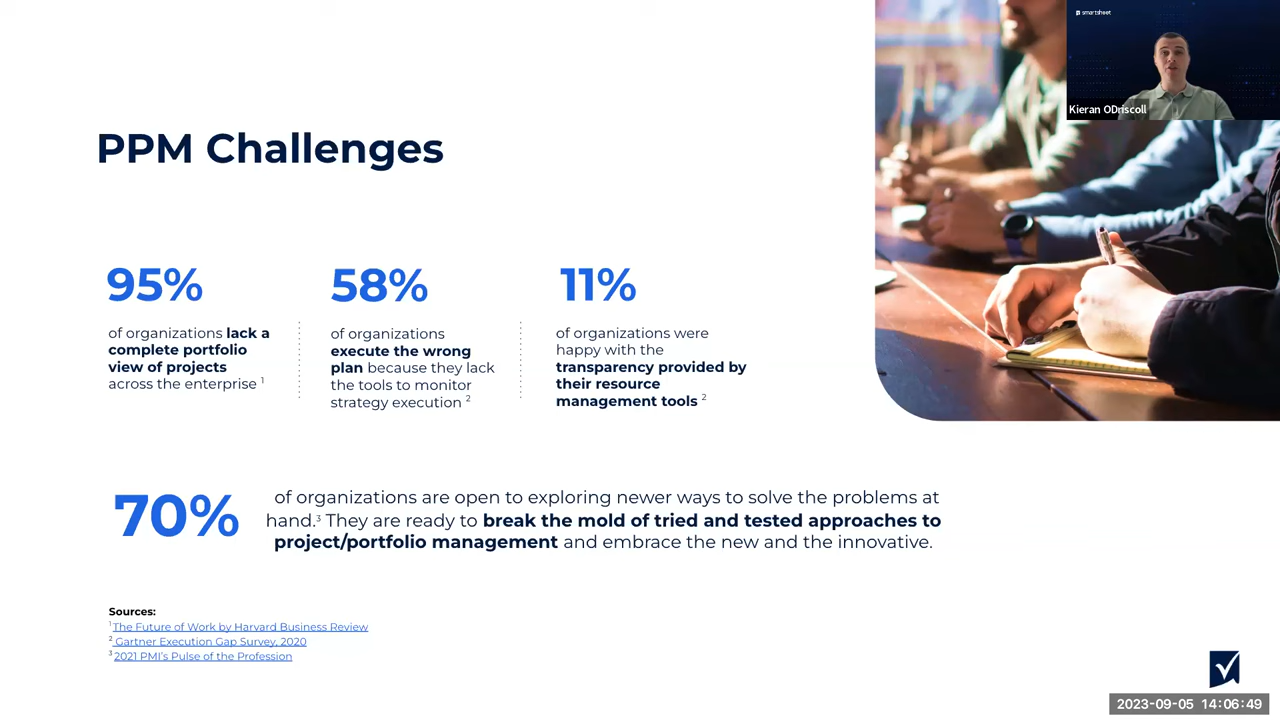 smartsheet
Kieran ODriscoll
PPM Challenges
95%
of organizations lack a
complete portfolio
view of projects
across the enterprise 1
58%
of organizations
execute the wrong
plan because they lack
the tools to monitor
strategy execution 2
11%
of organizations were
happy with the
transparency provided by
their resource
management tools 2
70%
of organizations are open to exploring newer ways to solve the problems at
hand.3 They are ready to break the mold of tried and tested approaches to
project/portfolio management and embrace the new and the innovative.
Sources:
1 The Future of Work by Harvard Business Review
2 Gartner Execution Gap Survey, 2020
3 2021 PMI's Pulse of the Profession
2023-09-05 14:06:49